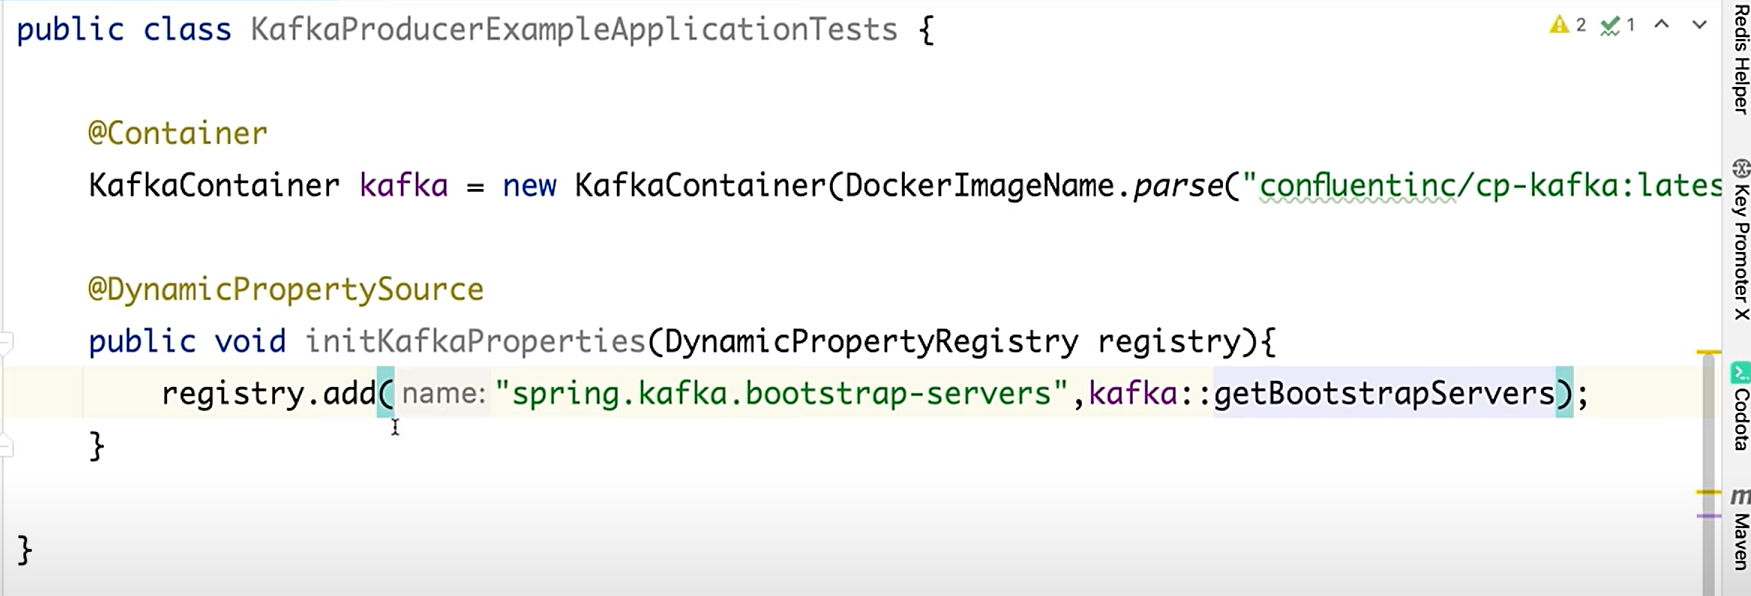 public class KafkaProducerExampleApplicationTests {
2 1
@Container
KafkaContainer kafka = new KafkaContainer(DockerImageName.parse("confluentinc/cp-kafka:lates
@DynamicPropertySource
public void initKafkaProperties(DynamicPropertyRegistry registry){
registry.add( name: "spring.kafka.bootstrap-servers",kafka::getBootstrapServers);
}
}
Redis Helper
Key Promoter X
Codota
m Maven